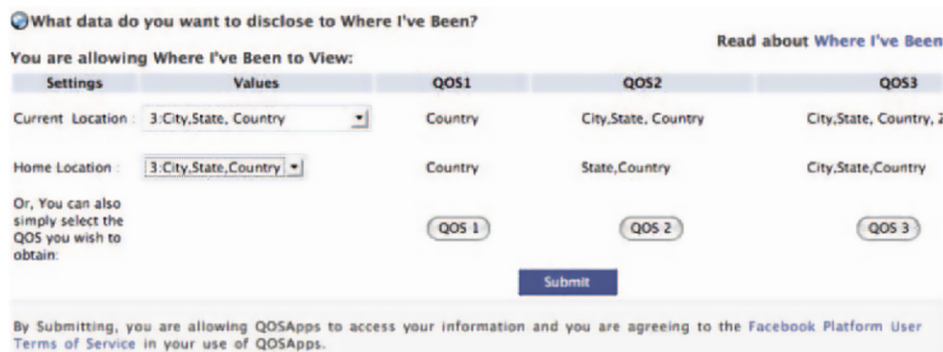 What data do you want to disclose to Where I've Been?
Read about Where I've Been
You are allowing Where I've Been to View:
Settings Values QOS1 QOS2 QOS3
Current Location : 3:City,State, Country Country City,State, Country City,State, Country,
Home Location : 3:City,State,Country Country State,Country City,State,Country
Or, You can also
simply select the
QOS you wish to
obtain:
QOS 1 QOS 2 QOS 3
Submit
By Submitting, you are allowing QOSApps to access your information and you are agreeing to the Facebook Platform User
Terms of Service in your use of QOSApps.